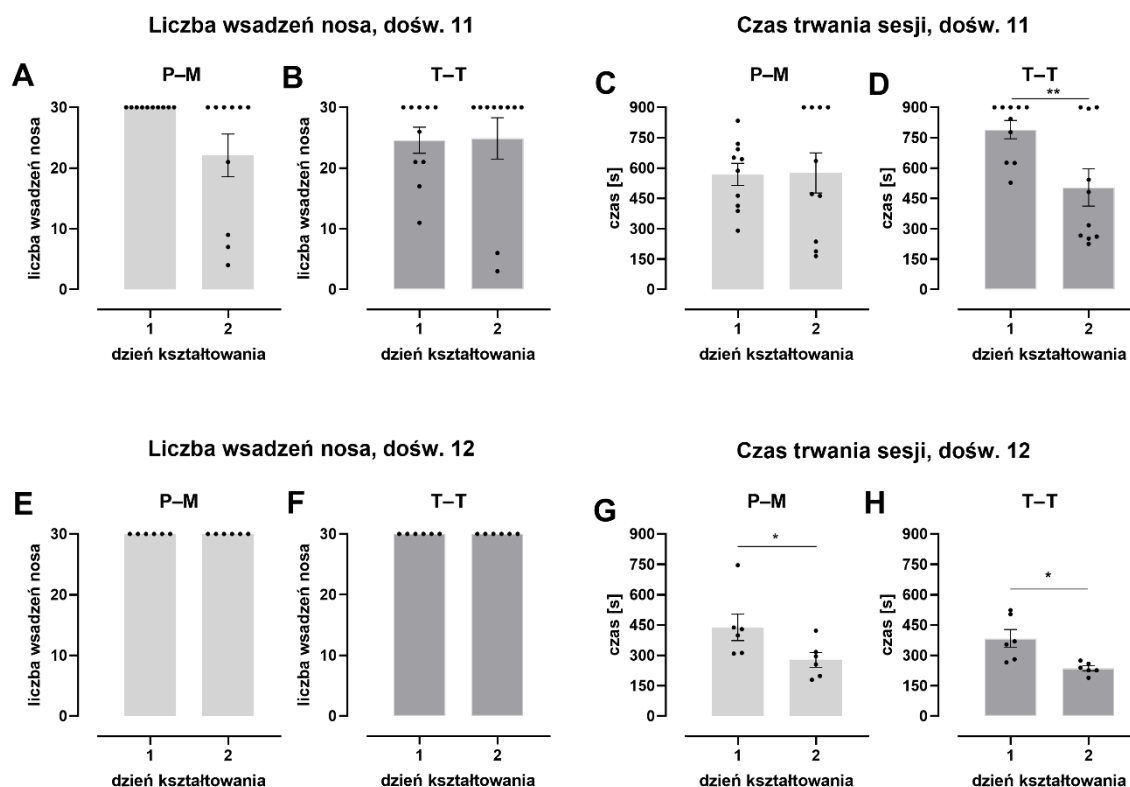 Liczba wsadzeń nosa, dośw. 11
Czas trwania sesji, dośw. 11
A
P–M
B
T–T
C
P–M
D
T–T
liczba wsadzeń nosa
30
20
10
0
1
2
dzień kształtowania
liczba wsadzeń nosa
30
20
10
0
1
2
dzień kształtowania
czas [s]
900
750
600
450
300
150
0
1
2
dzień kształtowania
czas [s]
900
750
600
450
300
150
0
**
1
2
dzień kształtowania
Liczba wsadzeń nosa, dośw. 12
Czas trwania sesji, dośw. 12
E
P–M
F
T–T
G
P–M
H
T–T
liczba wsadzeń nosa
30
20
10
0
1
2
dzień kształtowania
liczba wsadzeń nosa
30
20
10
0
1
2
dzień kształtowania
czas [s]
900
750
600
450
300
150
0
*
1
2
dzień kształtowania
czas [s]
900
750
600
450
300
150
0
*
1
2
dzień kształtowania